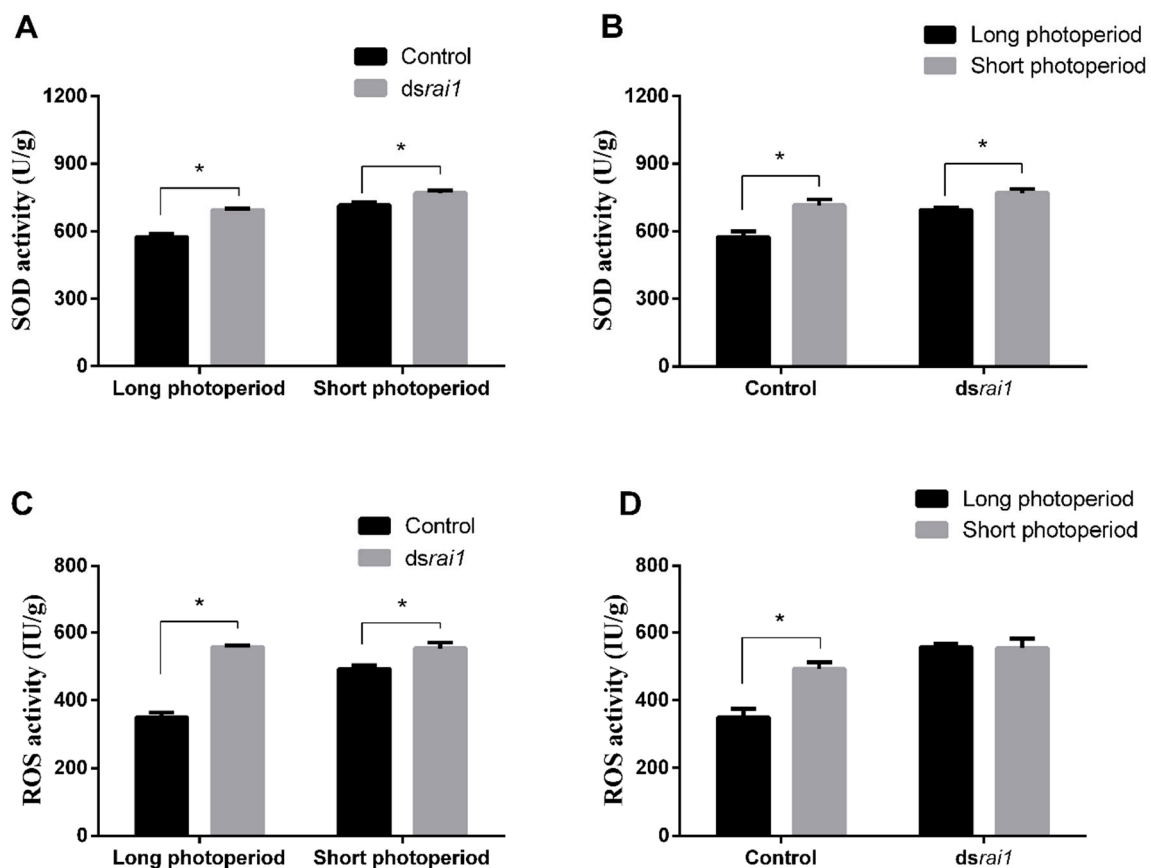 A
Control
dsrai1
SOD activity (U/g)
1200
900
600
300
0
*
*
Long photoperiod
Short photoperiod
B
Long photoperiod
Short photoperiod
SOD activity (U/g)
1200
900
600
300
0
*
*
Control
dsrai1
C
Control
dsrai1
ROS activity (IU/g)
800
600
400
200
0
*
*
Long photoperiod
Short photoperiod
D
Long photoperiod
Short photoperiod
ROS activity (IU/g)
800
600
400
200
0
*
Control
dsrai1